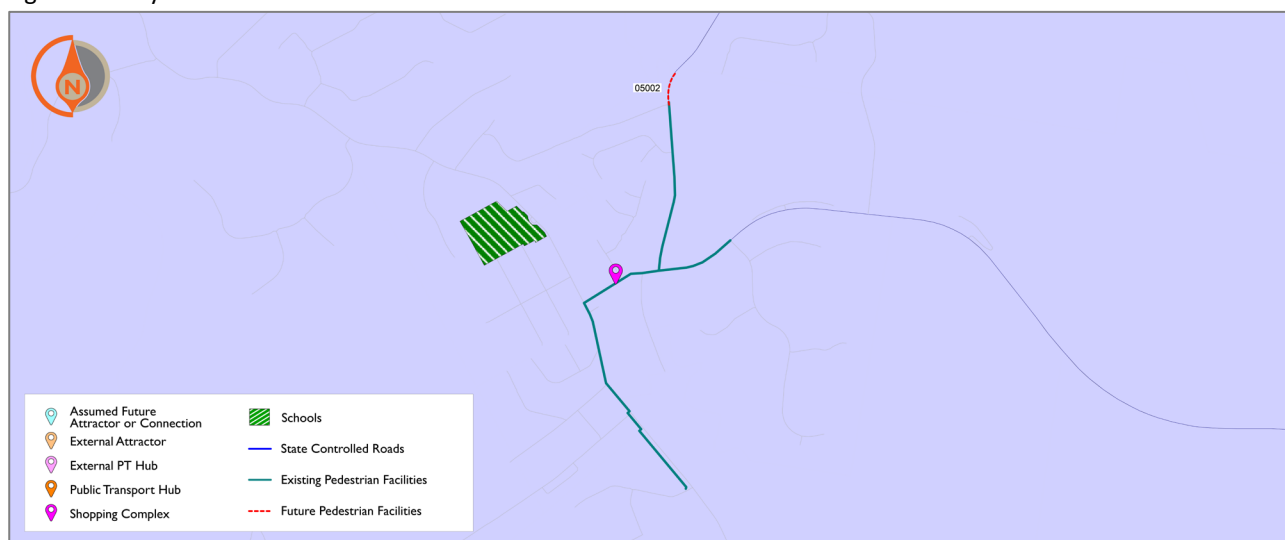 05002
N
Assumed Future
Attractor or Connection
External Attractor
External PT Hub
Public Transport Hub
Shopping Complex
Schools
State Controlled Roads
Existing Pedestrian Facilities
Future Pedestrian Facilities